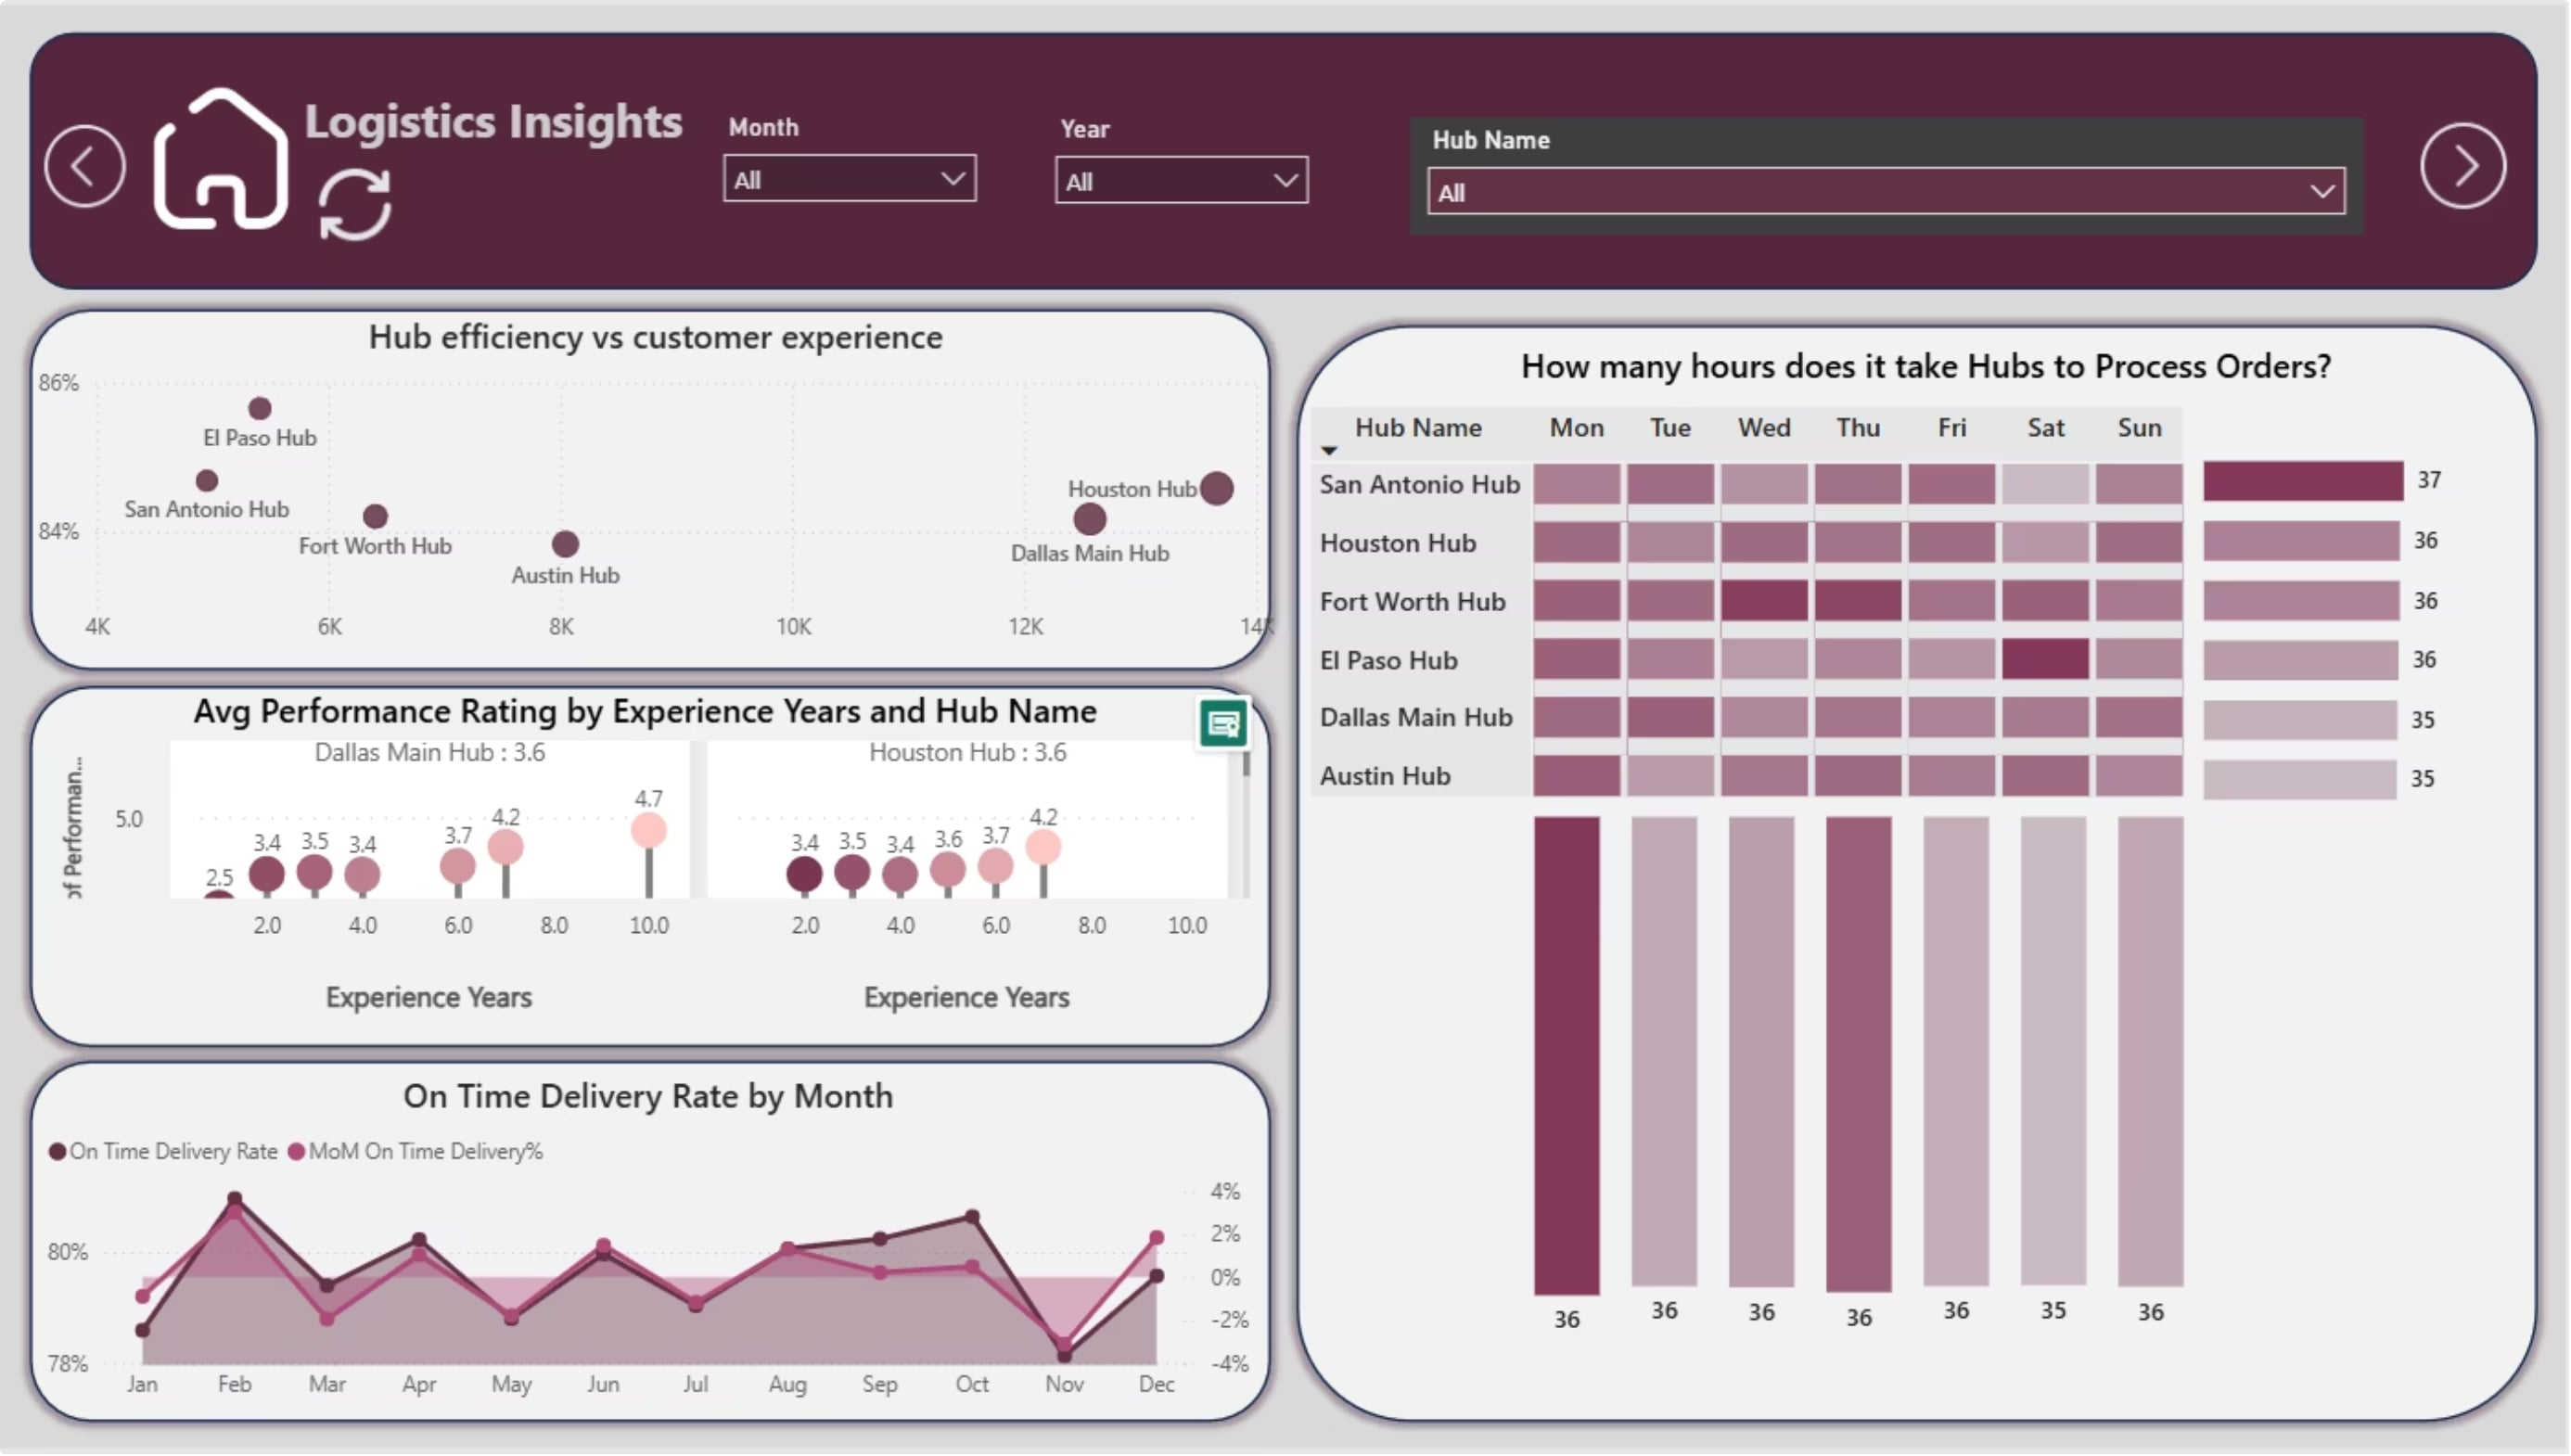 Logistics Insights
Month
All
Year
All
Hub Name
All
Hub efficiency vs customer experience
86%
84%
El Paso Hub
San Antonio Hub
Fort Worth Hub
Austin Hub
Houston Hub
Dallas Main Hub
4K 6K 8K 10K 12K 14K
Avg Performance Rating by Experience Years and Hub Name
of Performan...
5.0
Dallas Main Hub : 3.6
2.5 3.4 3.5 3.4 3.7 4.2 4.7
2.0 4.0 6.0 8.0 10.0
Experience Years
Houston Hub : 3.6
3.4 3.5 3.4 3.6 3.7 4.2
2.0 4.0 6.0 8.0 10.0
Experience Years
On Time Delivery Rate by Month
On Time Delivery Rate MoM On Time Delivery%
80%
78%
4%
2%
0%
-2%
-4%
Jan Feb Mar Apr May Jun Jul Aug Sep Oct Nov Dec
How many hours does it take Hubs to Process Orders?
Hub Name Mon Tue Wed Thu Fri Sat Sun
San Antonio Hub 37
Houston Hub 36
Fort Worth Hub 36
El Paso Hub 36
Dallas Main Hub 35
Austin Hub 35
36 36 36 36 36 35 36